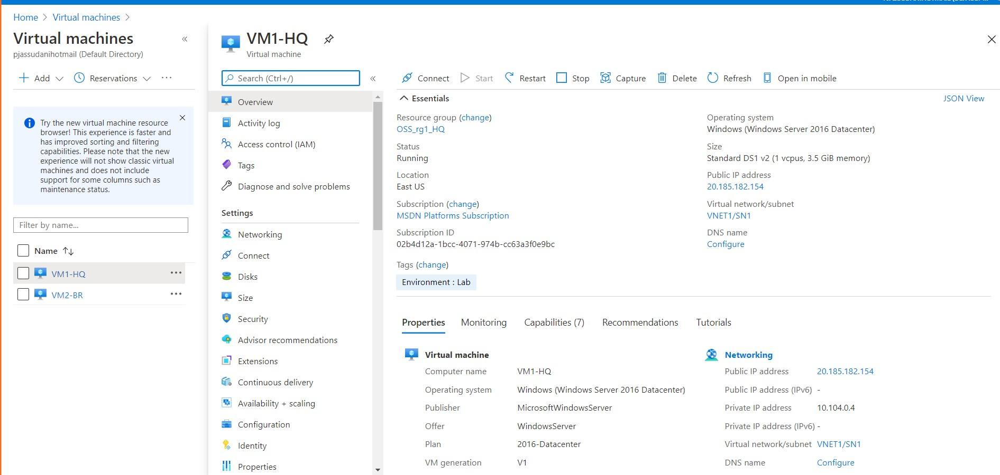 Home > Virtual machines >
Virtual machines
pjassudanihotmail (Default Directory)
Add
Reservations
...
Try the new virtual machine resource
browser! This experience is faster and
has improved sorting and filtering
capabilities. Please note that the new
experience will not show classic virtual
machines and does not include
support for some columns such as
maintenance status.
Filter by name...
Name
VM1-HQ
VM2-BR
VM1-HQ
Virtual machine
Search (Ctrl+/)
Overview
Activity log
Access control (IAM)
Tags
Diagnose and solve problems
Settings
Networking
Connect
Disks
Size
Security
Advisor recommendations
Extensions
Continuous delivery
Availability + scaling
Configuration
Identity
Properties
Connect Start Restart Stop Capture Delete Refresh Open in mobile
Essentials
JSON View
Resource group (change)
OSS_rg1_HQ
Status
Running
Location
East US
Subscription (change)
MSDN Platforms Subscription
Subscription ID
02b4d12a-1bcc-4071-974b-cc63a3f0e9bc
Operating system
Windows (Windows Server 2016 Datacenter)
Size
Standard DS1 v2 (1 vcpus, 3.5 GiB memory)
Public IP address
20.185.182.154
Virtual network/subnet
VNET1/SN1
DNS name
Configure
Tags (change)
Environment : Lab
Properties Monitoring Capabilities (7) Recommendations Tutorials
Virtual machine
Computer name VM1-HQ
Operating system Windows (Windows Server 2016 Datacenter)
Publisher MicrosoftWindowsServer
Offer WindowsServer
Plan 2016-Datacenter
VM generation V1
Networking
Public IP address 20.185.182.154
Public IP address (IPv6) -
Private IP address 10.104.0.4
Private IP address (IPv6) -
Virtual network/subnet VNET1/SN1
DNS name Configure